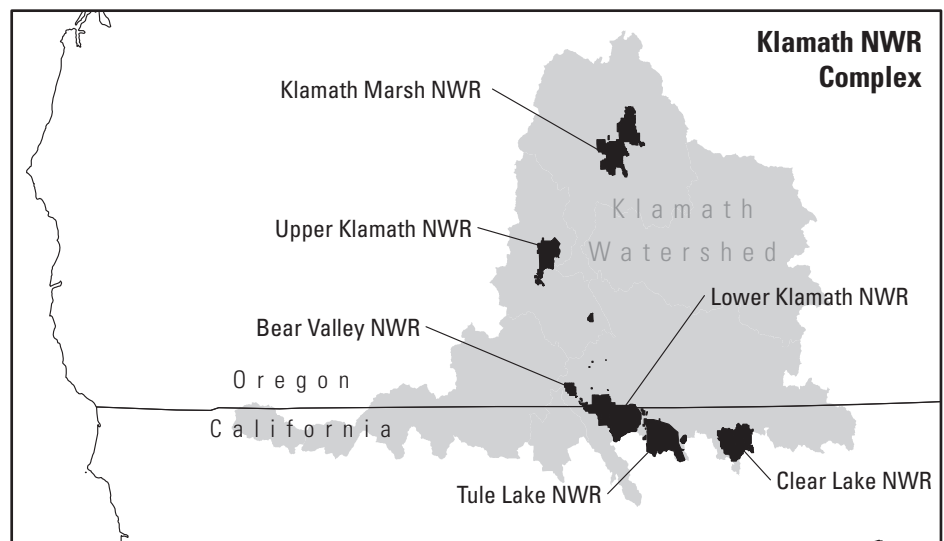 Klamath NWR
Complex
Klamath Marsh NWR
Klamath
Watershed
Upper Klamath NWR
Lower Klamath NWR
Bear Valley NWR
Oregon
California
Tule Lake NWR
Clear Lake NWR